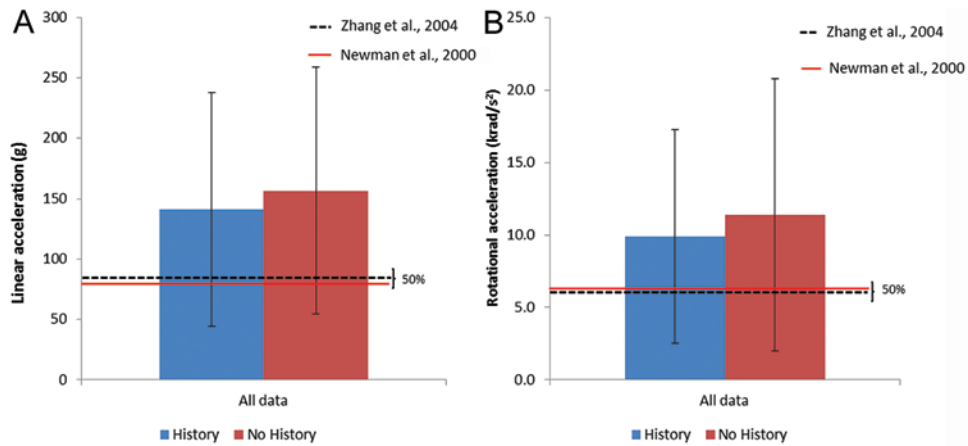 A
Linear acceleration (g)
300
250
200
150
100
50
0
Zhang et al., 2004
Newman et al., 2000
50%
All data
History
No History
B
Rotational acceleration (krad/s²)
25.0
20.0
15.0
10.0
5.0
0.0
Zhang et al., 2004
Newman et al., 2000
50%
All data
History
No History